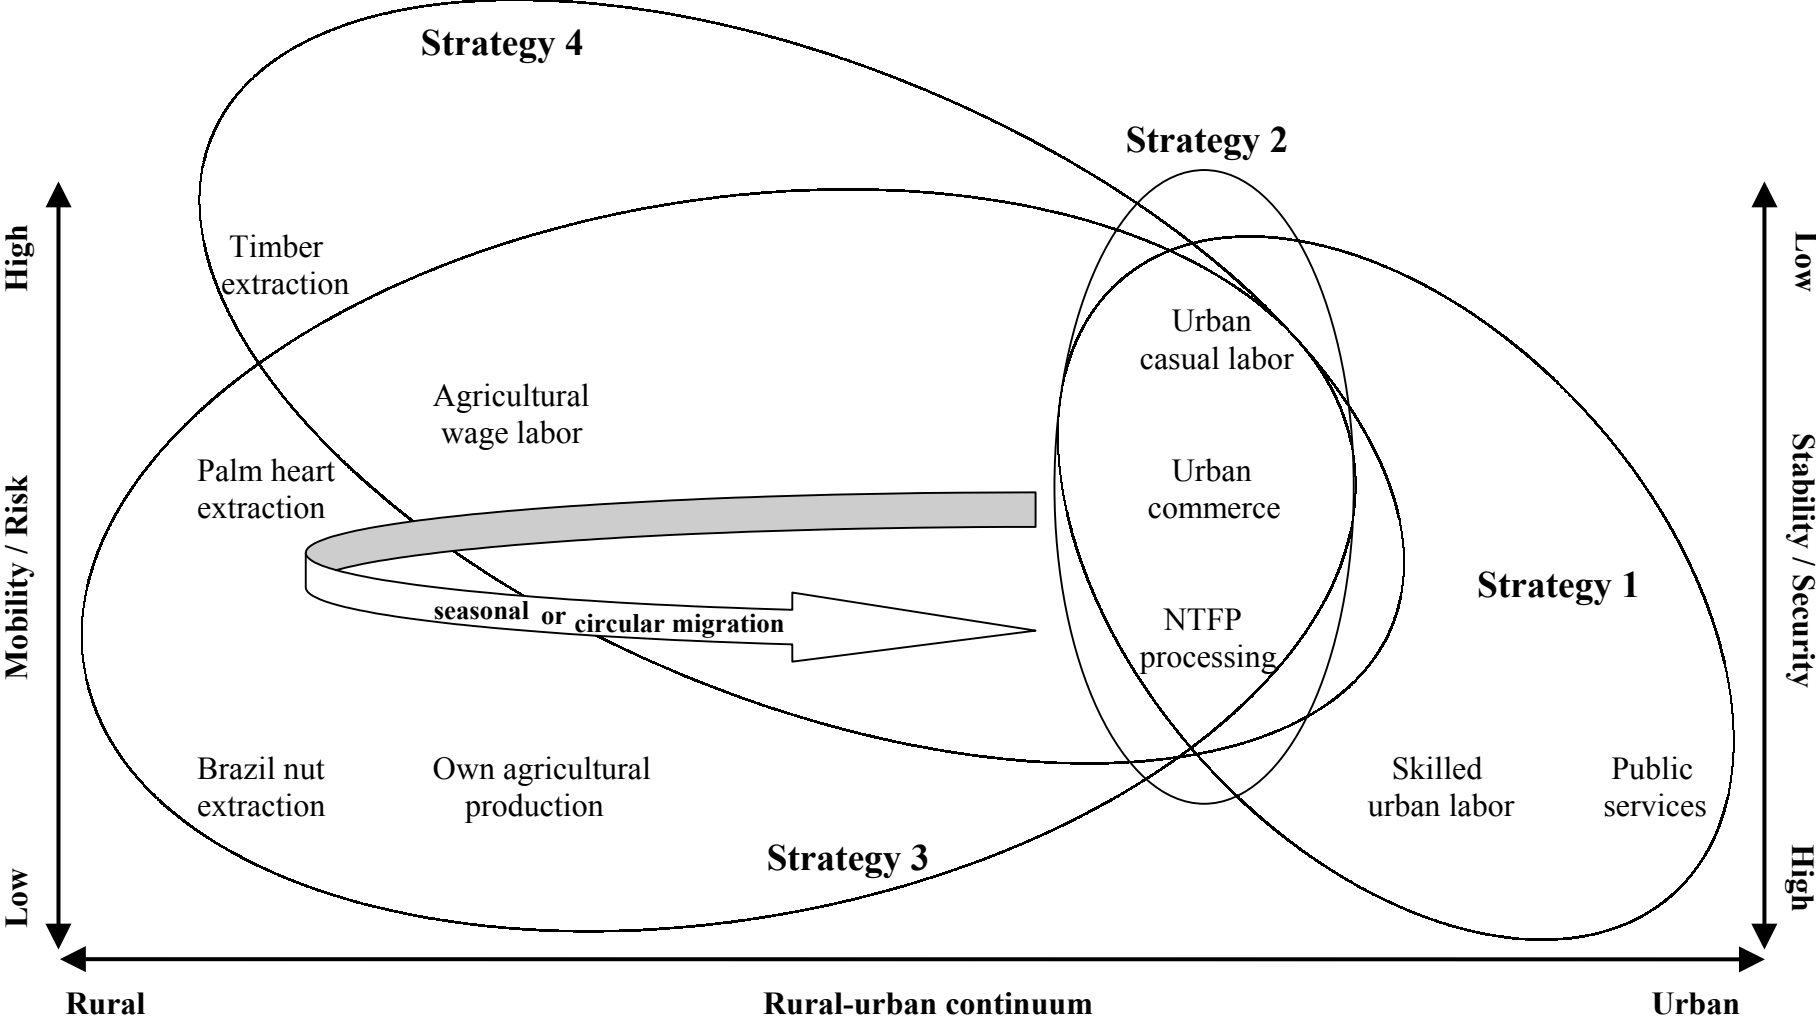 Strategy 4
Strategy 2
High
Mobility / Risk
Low
Timber
extraction
Agricultural
wage labor
Palm heart
extraction
seasonal or circular migration
Brazil nut
extraction
Own agricultural
production
Strategy 3
Urban
casual labor
Urban
commerce
NTFP
processing
Strategy 1
Skilled
urban labor
Public
services
Low
Stability / Security
High
Rural
Rural-urban continuum
Urban